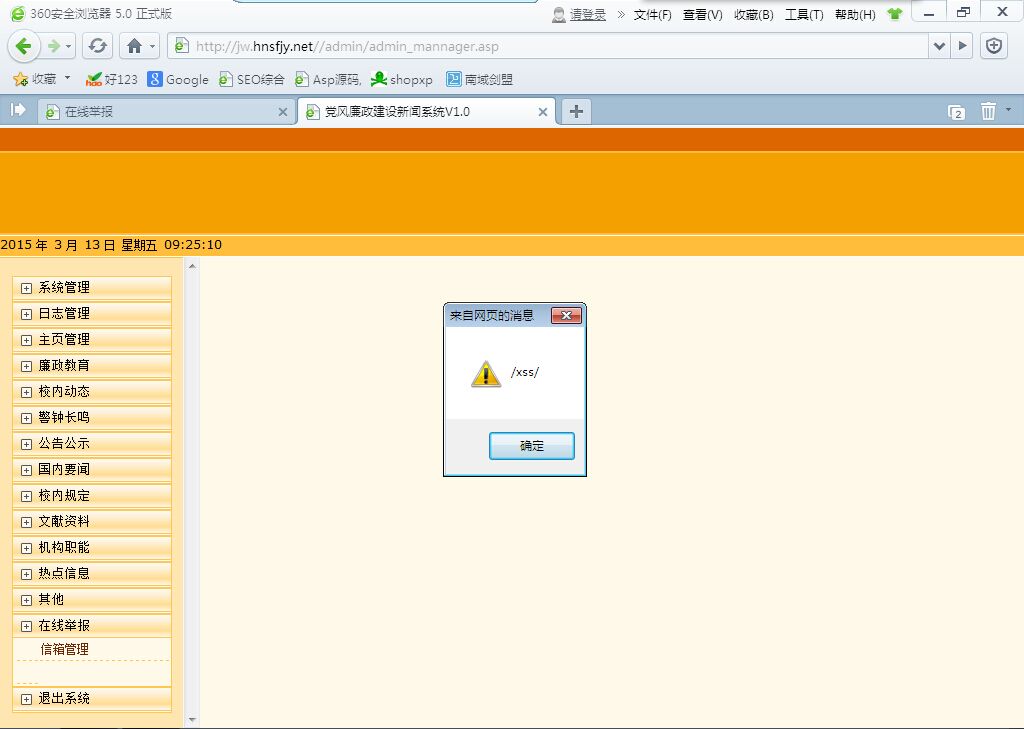 360安全浏览器 5.0 正式版
请登录 » 文件(F) 查看(V) 收藏(B) 工具(T) 帮助(H)
http://jw.hnsfjy.net//admin/admin_mannager.asp
收藏 好123 Google SEO综合 Asp源码, shopxp 南域剑盟
在线举报 党风廉政建设新闻系统V1.0 2
2015 年 3 月 13 日 星期五 09:25:10
系统管理
日志管理
主页管理
廉政教育
校内动态
警钟长鸣
公告公示
国内要闻
校内规定
文献资料
机构职能
热点信息
其他
在线举报
信箱管理
退出系统
来自网页的消息
/xss/
确定